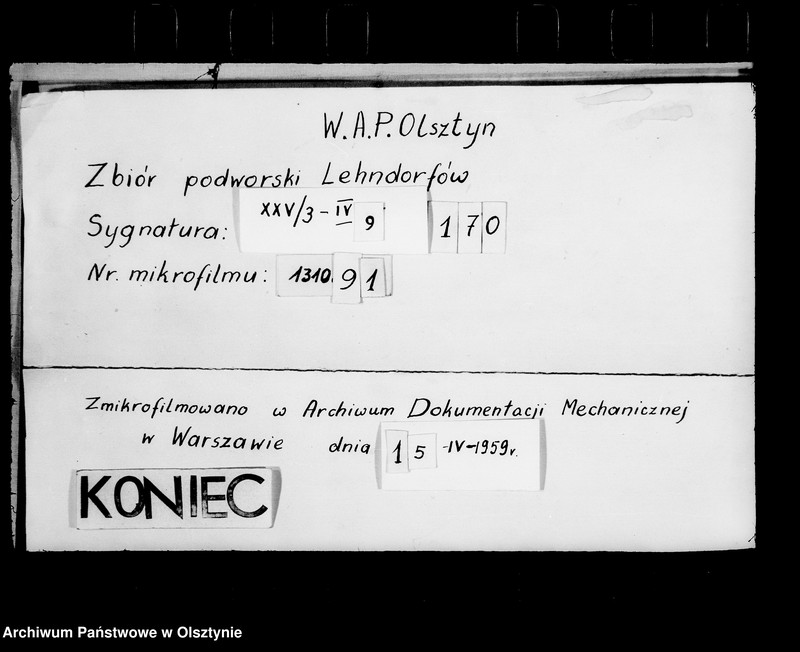 W.A.P. Olsztyn
Zbiór podworski Lehndorfów
Sygnatura: XXV/3 - IV 9 170
Nr. mikrofilmu: 1310. 91
Zmikrofilmowano w Archiwum Dokumentacji Mechanicznej
w Warszawie dnia 15 -IV-1959r.
KONIEC
Archiwum Państwowe w Olsztynie